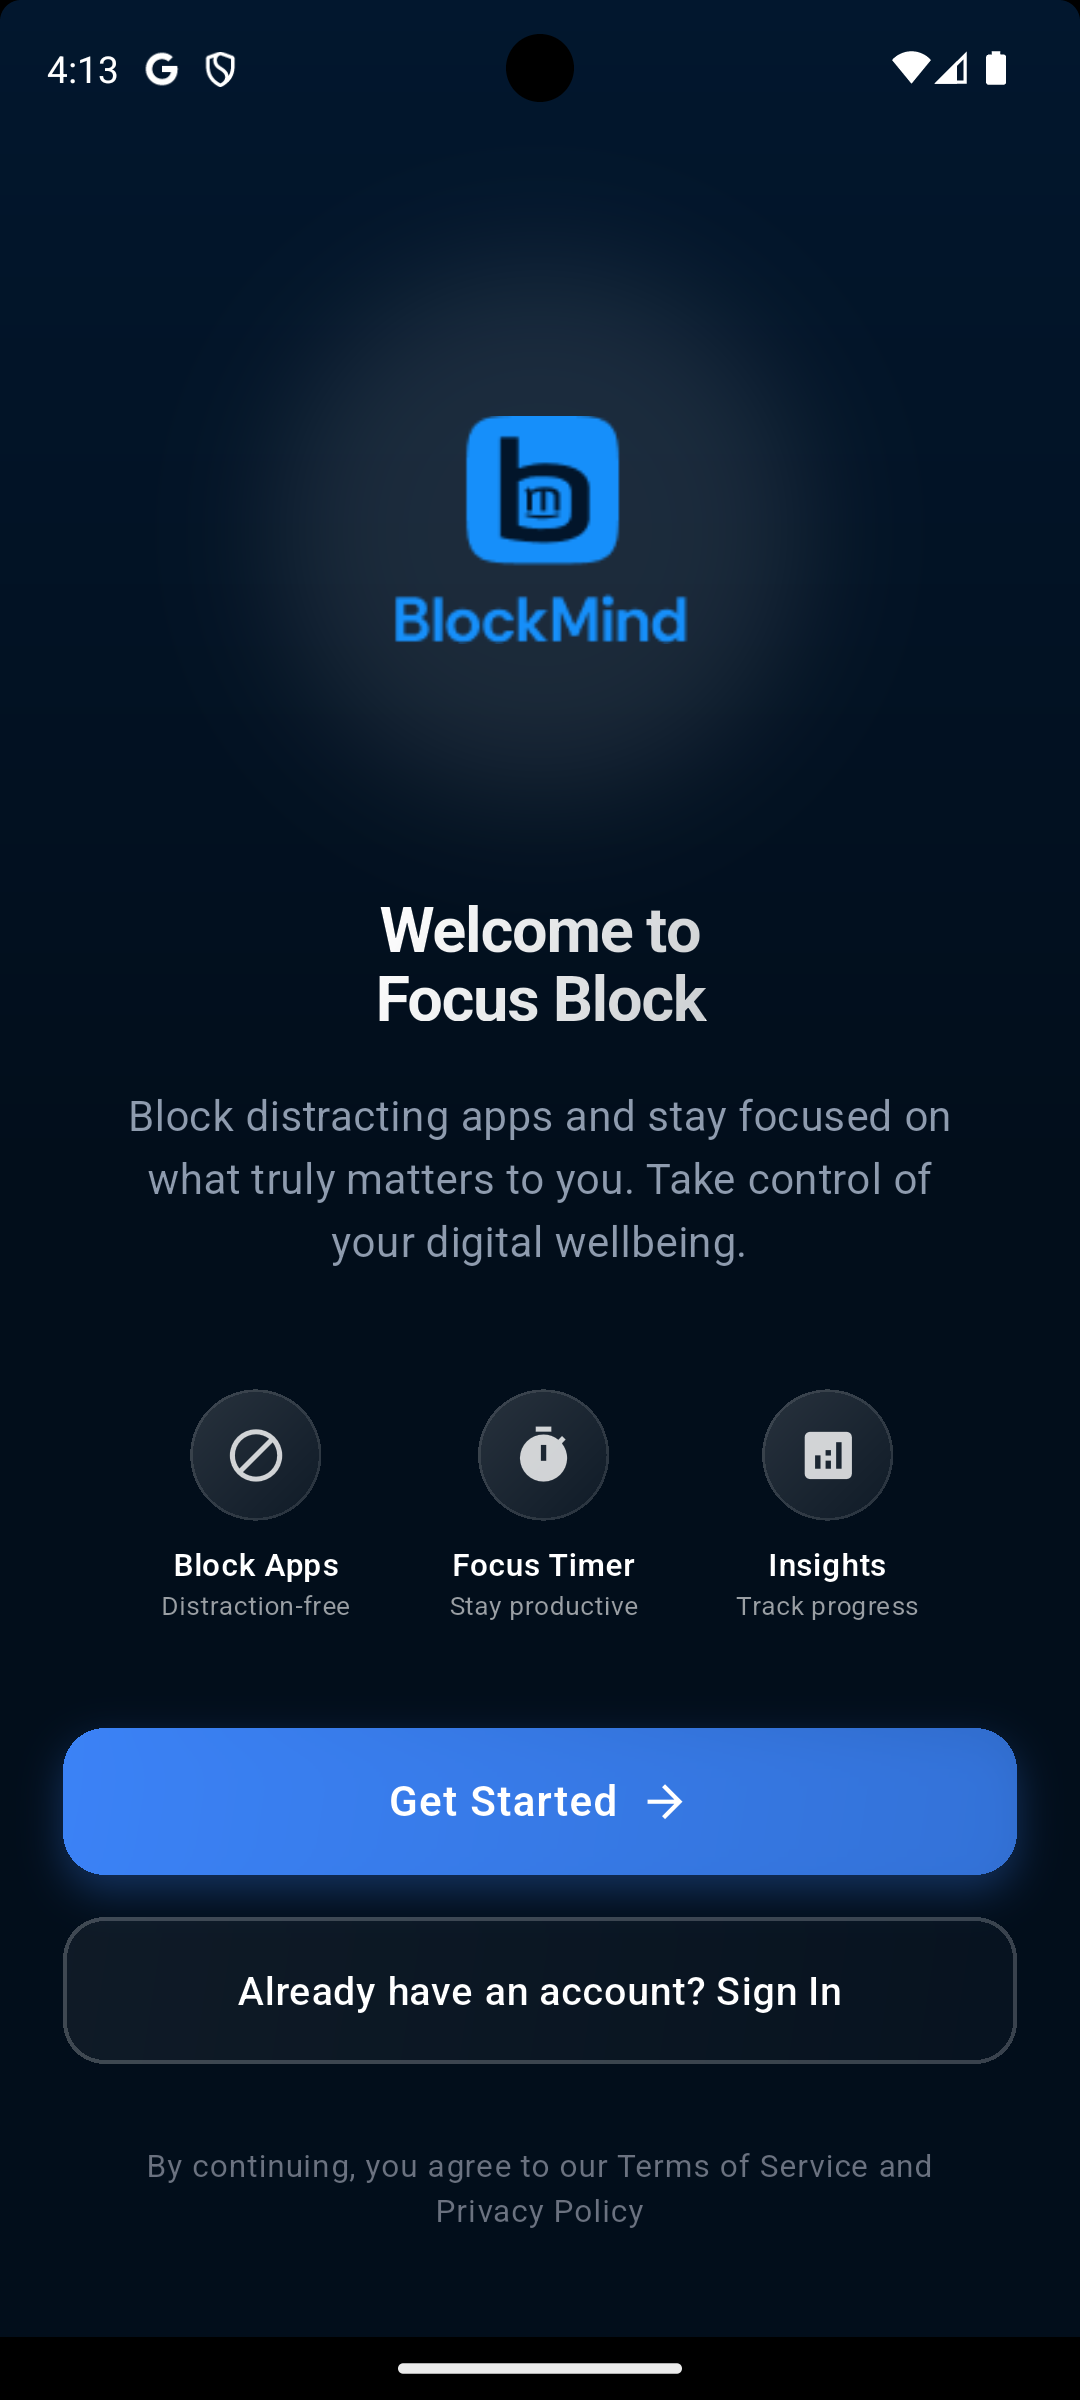 4:13
BlockMind
Welcome to
Focus Block
Block distracting apps and stay focused on
what truly matters to you. Take control of
your digital wellbeing.
Block Apps
Distraction-free
Focus Timer
Stay productive
Insights
Track progress
Get Started →
Already have an account? Sign In
By continuing, you agree to our Terms of Service and
Privacy Policy